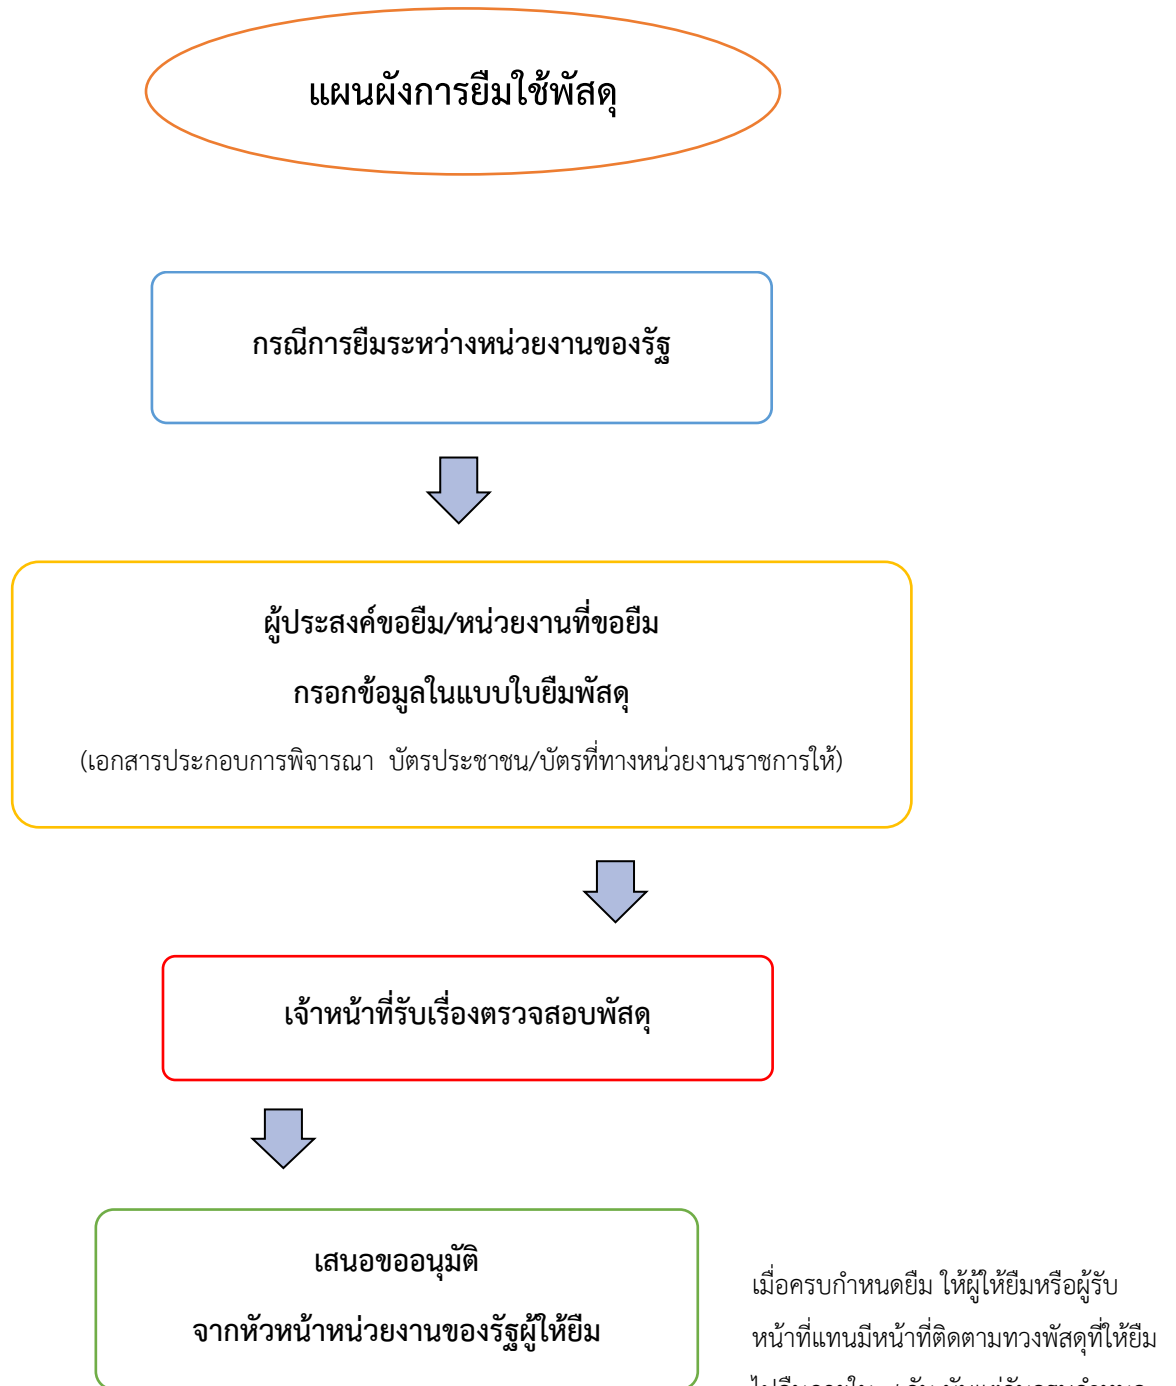 แผนผังการยืมใช้พัสดุ
กรณีการยืมระหว่างหน่วยงานของรัฐ
ผู้ประสงค์ขอยืม/หน่วยงานที่ขอยืม
กรอกข้อมูลในแบบใบยืมพัสดุ
(เอกสารประกอบการพิจารณา บัตรประชาชน/บัตรที่ทางหน่วยงานราชการให้)
เจ้าหน้าที่รับเรื่องตรวจสอบพัสดุ
เสนอขออนุมัติ
จากหัวหน้าหน่วยงานของรัฐผู้ให้ยืม
เมื่อครบกำหนดยืม ให้ผู้ให้ยืมหรือผู้รับ
หน้าที่แทนมีหน้าที่ติดตามทวงพัสดุที่ให้ยืม